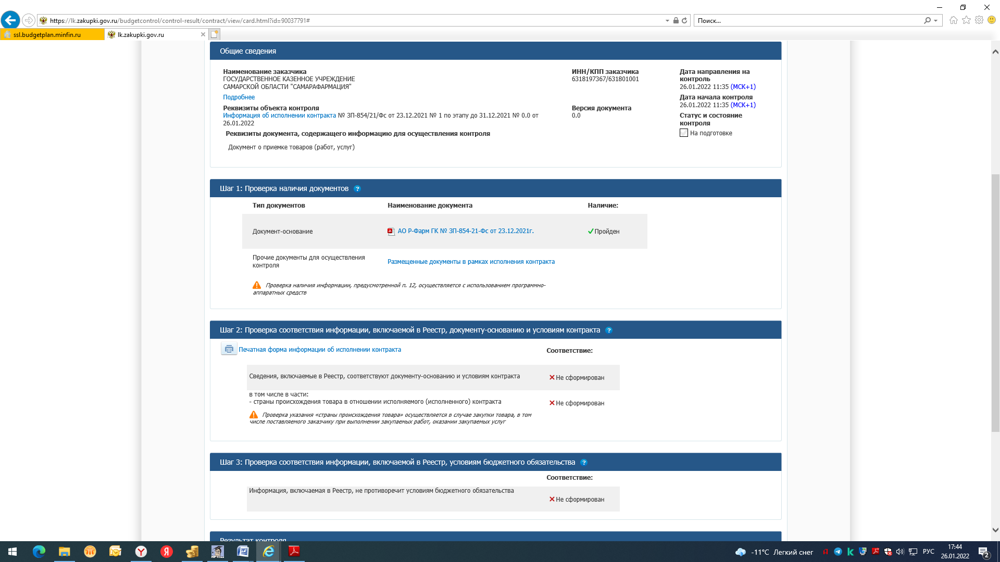 https://lk.zakupki.gov.ru/budgetcontrol/control-result/contract/view/card.html?id=90037791#
Поиск...
ssl.budgetplan.minfin.ru
lk.zakupki.gov.ru
Общие сведения
Наименование заказчика
ГОСУДАРСТВЕННОЕ КАЗЕННОЕ УЧРЕЖДЕНИЕ
САМАРСКОЙ ОБЛАСТИ "САМАРАФАРМАЦИЯ"
Подробнее
ИНН/КПП заказчика
6318197367/631801001
Дата направления на
контроль
26.01.2022 11:35 (МСК+1)
Дата начала контроля
26.01.2022 11:35 (МСК+1)
Реквизиты объекта контроля
Информация об исполнении контракта № ЗП-854/21/Фс от 23.12.2021 № 1 по этапу до 31.12.2021 № 0.0 от
26.01.2022
Версия документа
0.0
Статус и состояние
контроля
На подготовке
Реквизиты документа, содержащего информацию для осуществления контроля
Документ о приемке товаров (работ, услуг)
Шаг 1: Проверка наличия документов ?
Тип документов Наименование документа Наличие:
Документ-основание АО Р-Фарм ГК № ЗП-854-21-Фс от 23.12.2021г. Пройден
Прочие документы для осуществления
контроля
Размещенные документы в рамках исполнения контракта
Проверка наличия информации, предусмотренной п. 12, осуществляется с использованием программно-
аппаратных средств
Шаг 2: Проверка соответствия информации, включаемой в Реестр, документу-основанию и условиям контракта ?
Печатная форма информации об исполнении контракта Соответствие:
Сведения, включаемые в Реестр, соответствуют документу-основанию и условиям контракта Не сформирован
в том числе в части:
- страны происхождения товара в отношении исполняемого (исполненного) контракта Не сформирован
Проверка указания «страны происхождения товара» осуществляется в случае закупки товара, в том
числе поставляемого заказчику при выполнении закупаемых работ, оказании закупаемых услуг
Шаг 3: Проверка соответствия информации, включаемой в Реестр, условиям бюджетного обязательства ?
Соответствие:
Информация, включаемая в Реестр, не противоречит условиям бюджетного обязательства Не сформирован
Результат контроля
-11°C Легкий снег
РУС
17:44
26.01.2022
2